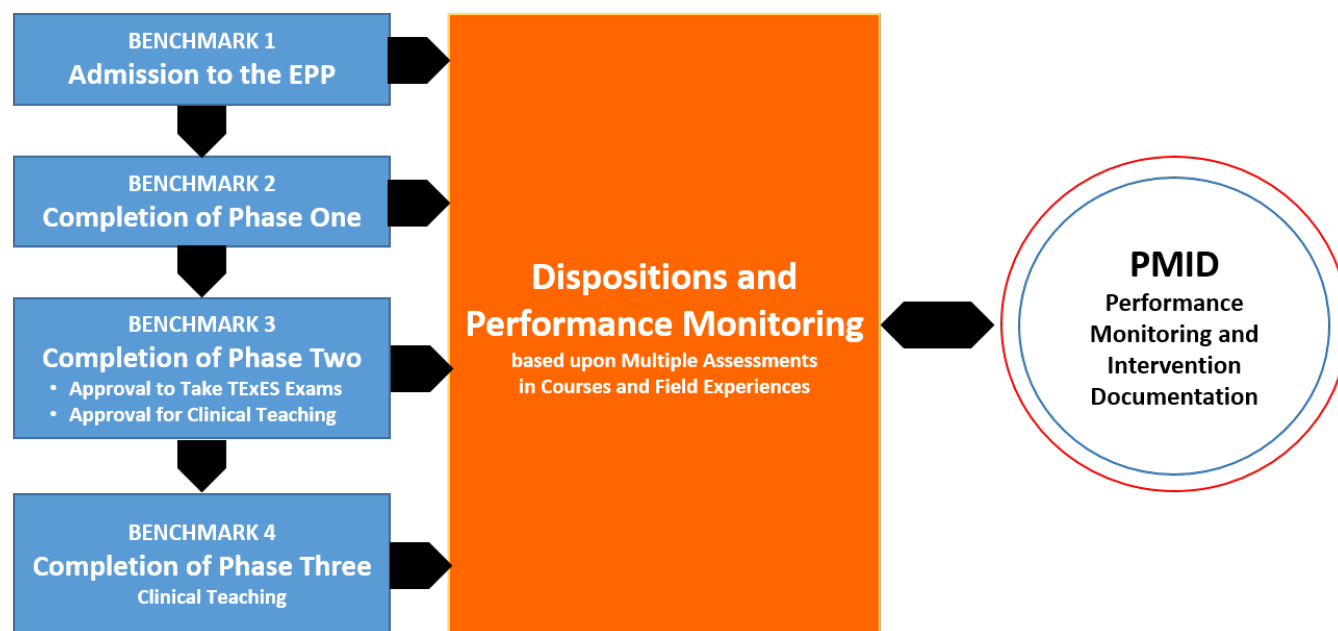 BENCHMARK 1
Admission to the EPP
BENCHMARK 2
Completion of Phase One
BENCHMARK 3
Completion of Phase Two
• Approval to Take TExES Exams
• Approval for Clinical Teaching
BENCHMARK 4
Completion of Phase Three
Clinical Teaching
Dispositions and
Performance Monitoring
based upon Multiple Assessments
in Courses and Field Experiences
PMID
Performance
Monitoring and
Intervention
Documentation